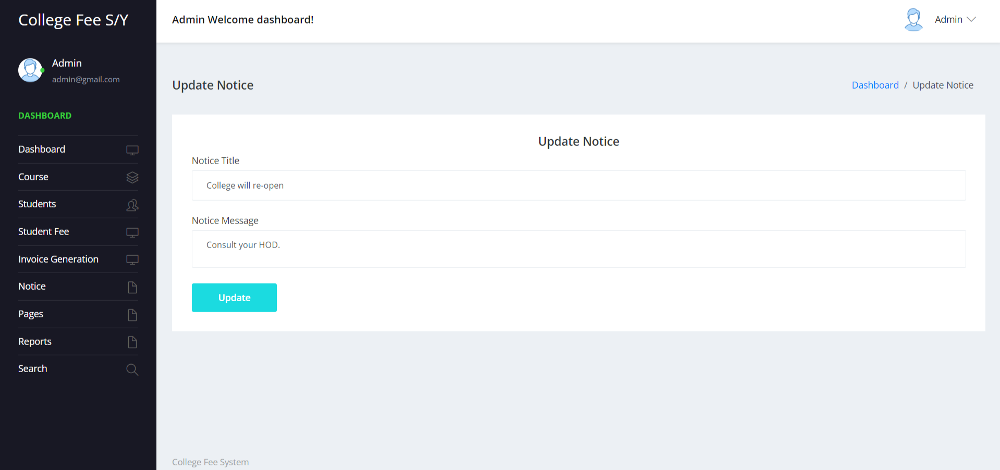 College Fee S/Y
Admin Welcome dashboard!
Admin
Admin
admin@gmail.com
DASHBOARD
Dashboard
Course
Students
Student Fee
Invoice Generation
Notice
Pages
Reports
Search
Update Notice
Dashboard / Update Notice
Update Notice
Notice Title
College will re-open
Notice Message
Consult your HOD.
Update
College Fee System